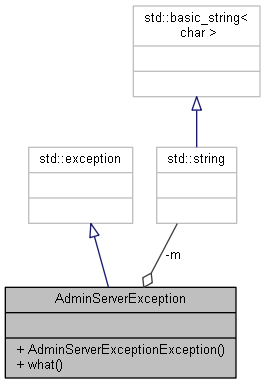 std::basic_string<
char >
std::exception
std::string
-m
AdminServerException
+ AdminServerExceptionException()
+ what()